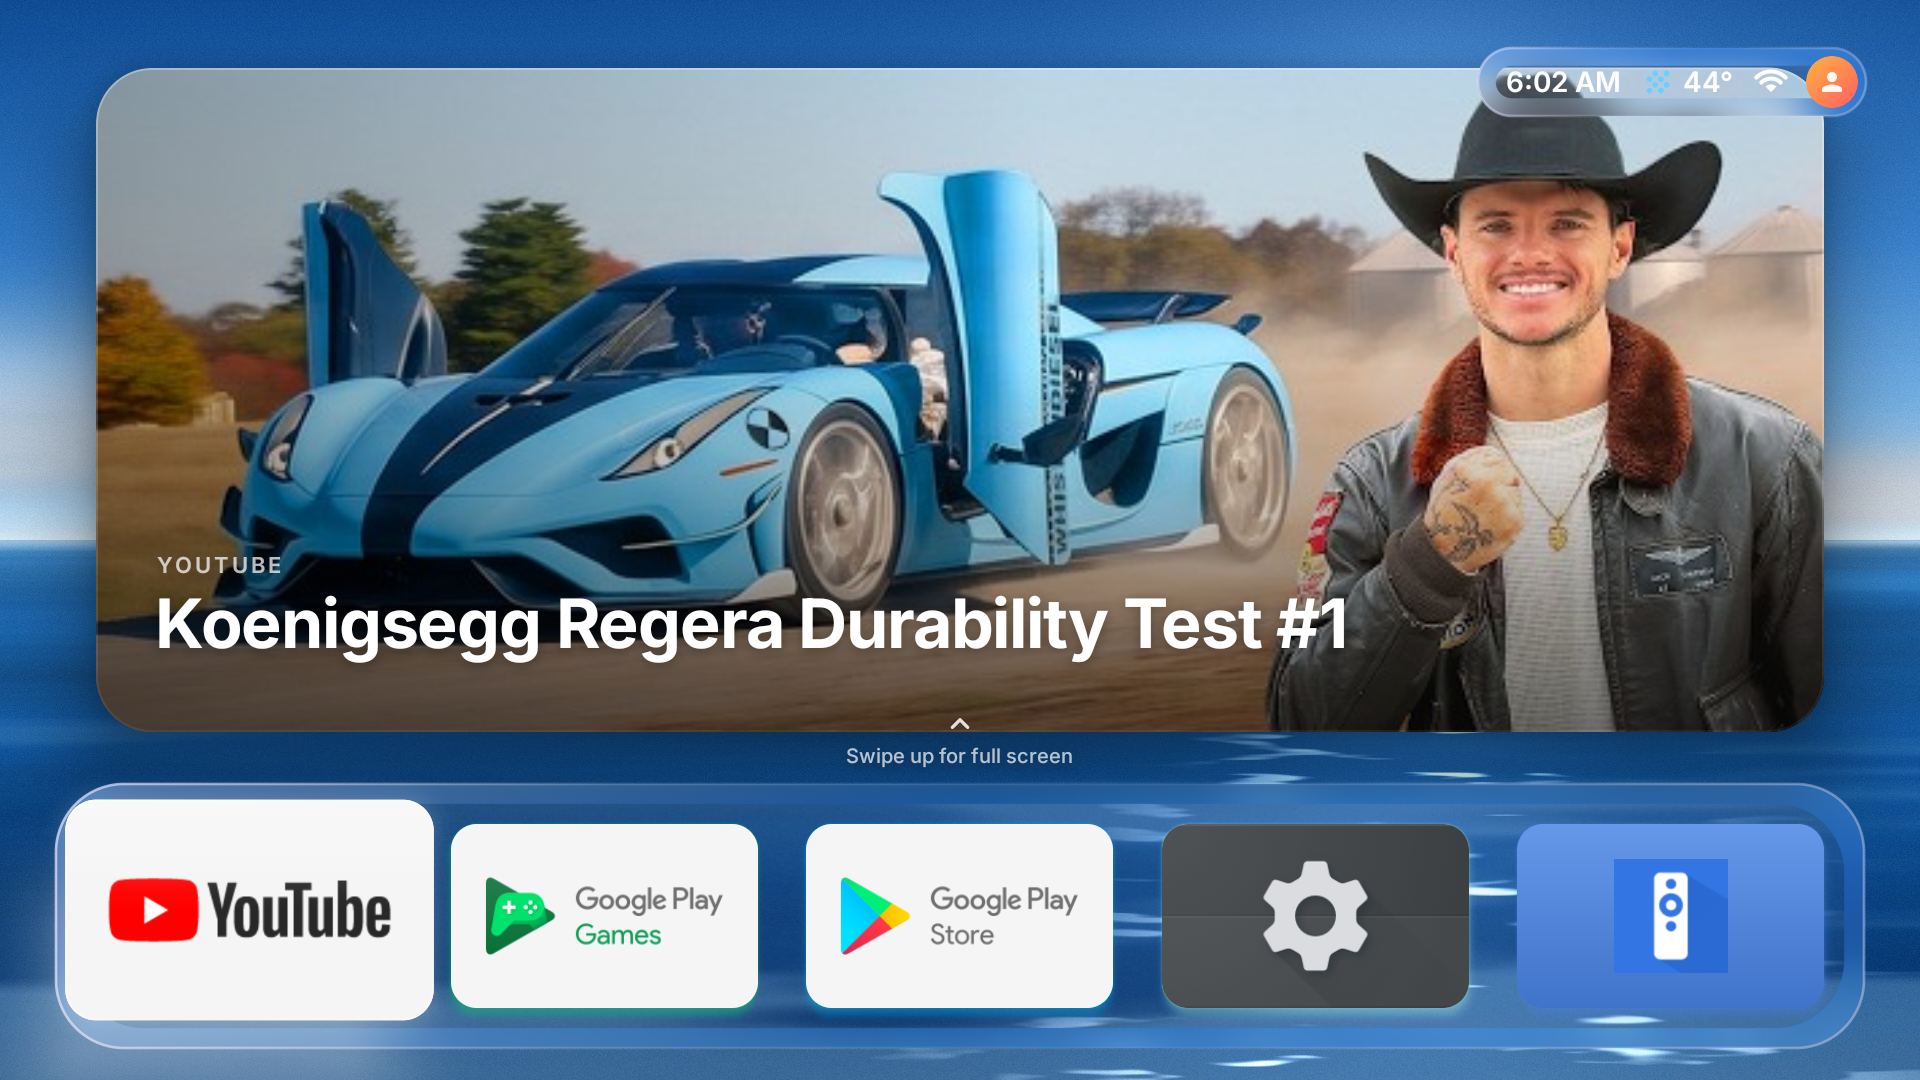 6:02 AM 44°
WHISTLINDIESEL
YOUTUBE
Koenigsegg Regera Durability Test #1
Swipe up for full screen
YouTube
Google Play
Games
Google Play
Store